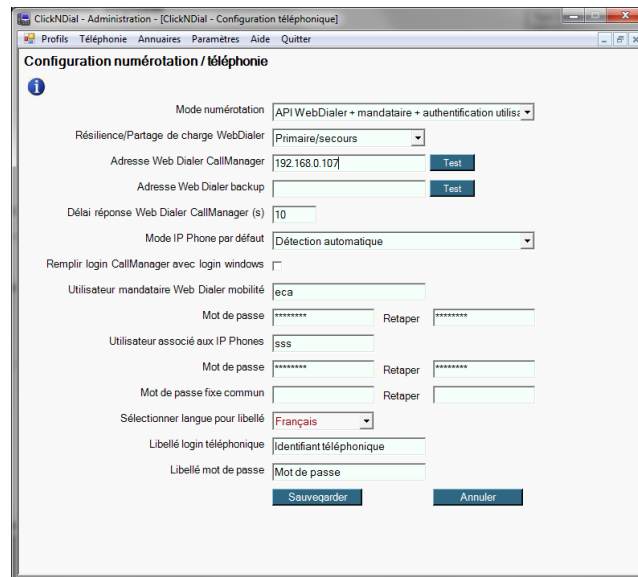 ClickNDial - Administration - [ClickNDial - Configuration téléphonique]
Profils Téléphonie Annuaires Paramètres Aide Quitter
Configuration numérotation / téléphonie
Mode numérotation API WebDialer + mandataire + authentification utilisa
Résilience/Partage de charge WebDialer Primaire/secours
Adresse Web Dialer CallManager 192.168.0.107 Test
Adresse Web Dialer backup Test
Délai réponse Web Dialer CallManager (s) 10
Mode IP Phone par défaut Détection automatique
Remplir login CallManager avec login windows
Utilisateur mandataire Web Dialer mobilité eca
Mot de passe ******** Retaper ********
Utilisateur associé aux IP Phones sss
Mot de passe ******** Retaper ********
Mot de passe fixe commun Retaper
Sélectionner langue pour libellé Français
Libellé login téléphonique Identifiant téléphonique
Libellé mot de passe Mot de passe
Sauvegarder Annuler